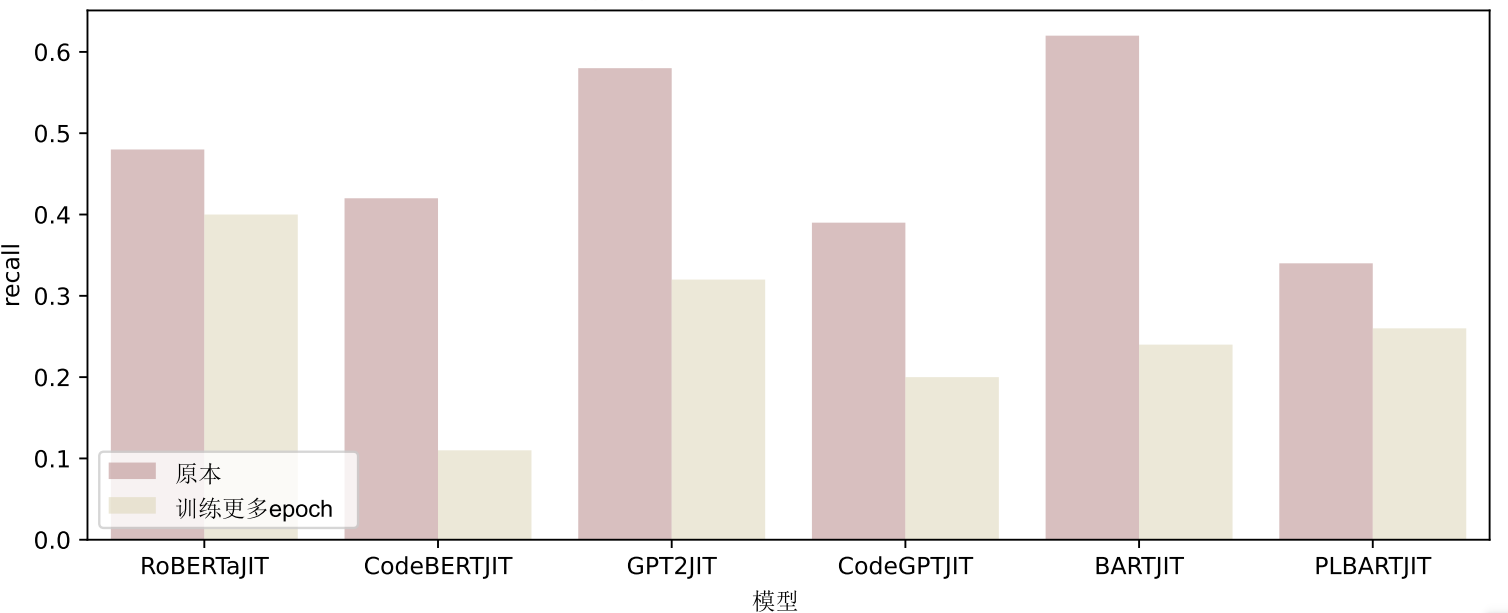 0.6
0.5
0.4
0.3
0.2
0.1
0.0
recall
原本
训练更多epoch
RoBERTaJIT CodeBERTJIT GPT2JIT CodeGPTJIT BARTJIT PLBARTJIT
模型